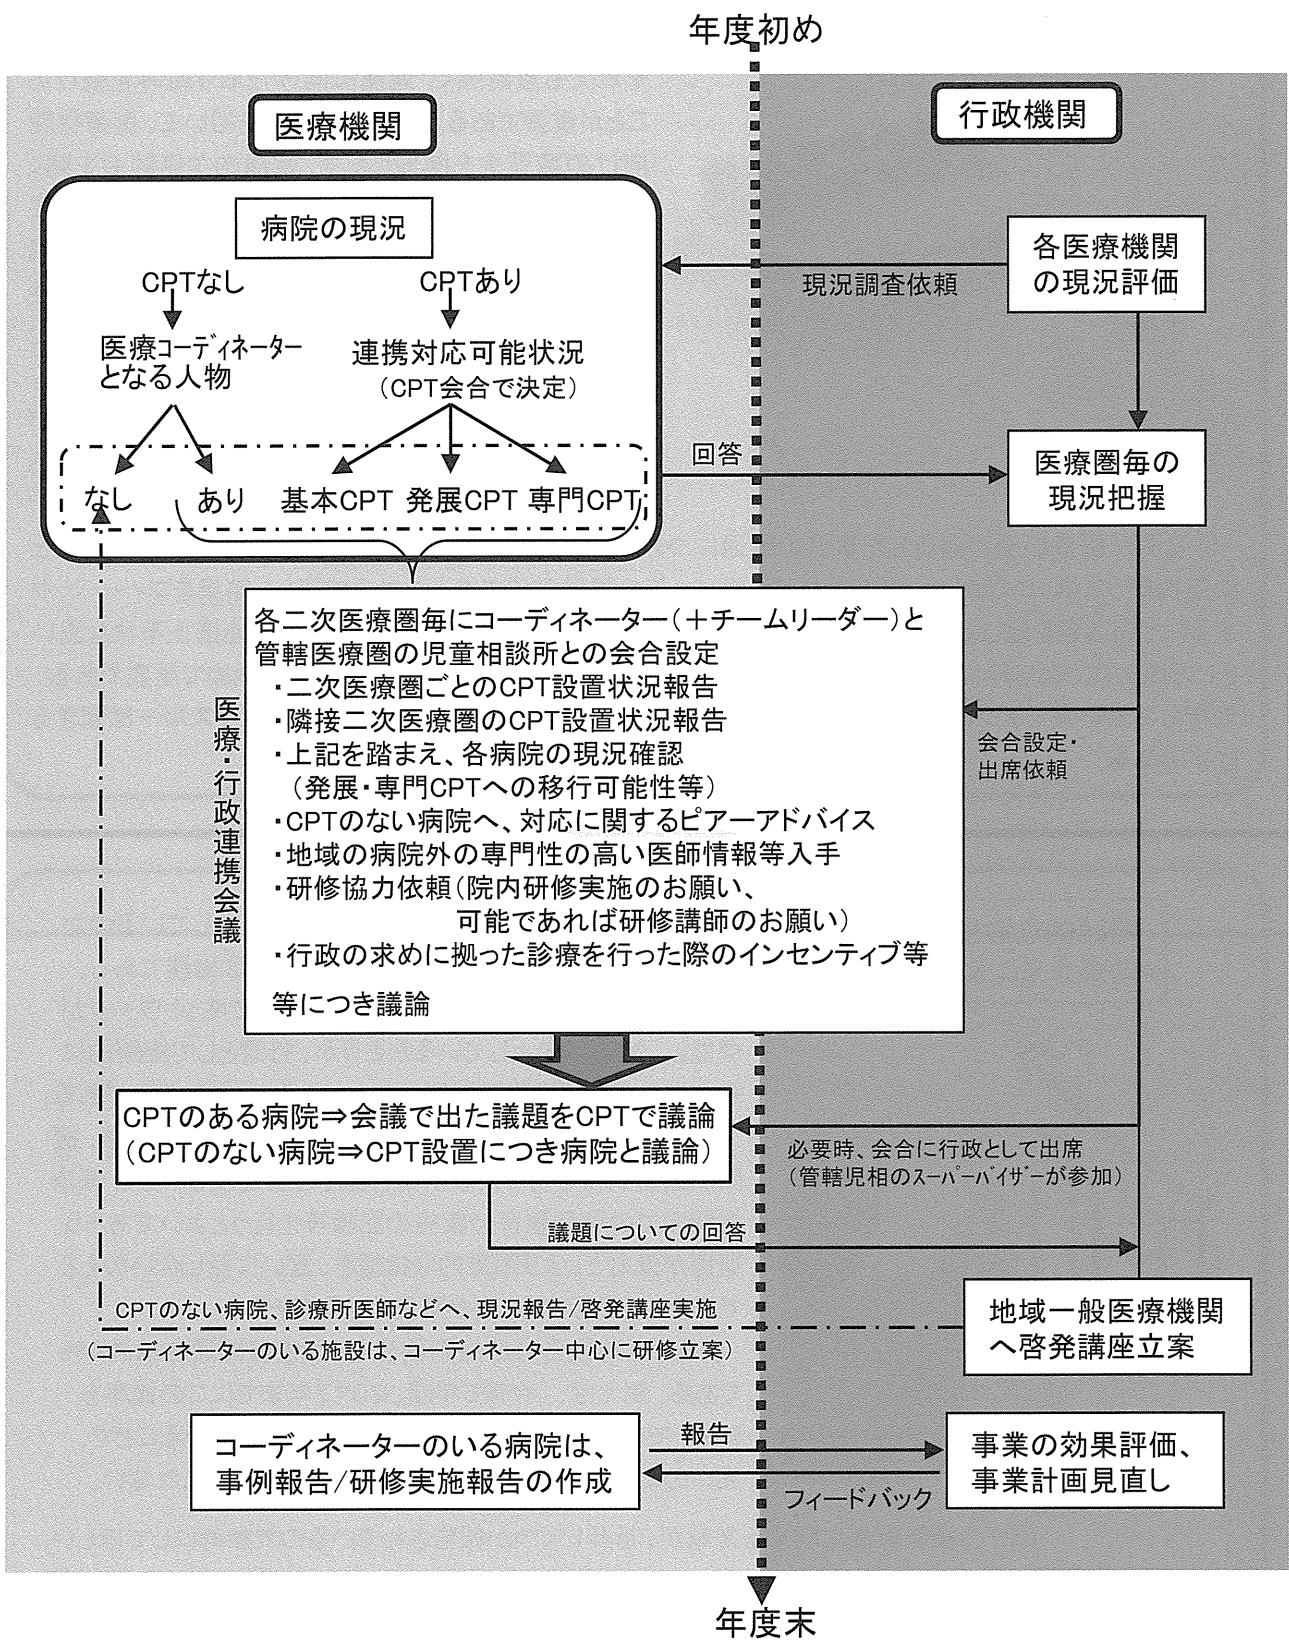 年度初め
医療機関
行政機関
病院の現況
CPTなし
CPTあり
医療コーディネーター
となる人物
連携対応可能状況
（CPT会合で決定）
なし
あり
基本CPT
発展CPT
専門CPT
各医療機関
の現況評価
現況調査依頼
回答
医療圏毎の
現況把握
医療・行政連携会議
各二次医療圏毎にコーディネーター（＋チームリーダー）と
管轄医療圏の児童相談所との会合設定
・二次医療圏ごとのCPT設置状況報告
・隣接二次医療圏のCPT設置状況報告
・上記を踏まえ、各病院の現況確認
（発展・専門CPTへの移行可能性等）
・CPTのない病院へ、対応に関するピアーアドバイス
・地域の病院外の専門性の高い医師情報等入手
・研修協力依頼（院内研修実施のお願い、
可能であれば研修講師のお願い）
・行政の求めに拠った診療を行った際のインセンティブ等
等につき議論
会合設定・
出席依頼
CPTのある病院⇒会議で出た議題をCPTで議論
（CPTのない病院⇒CPT設置につき病院と議論）
必要時、会合に行政として出席
（管轄児相のｽｰﾊﾟｰﾊﾞｲｻﾞｰが参加）
議題についての回答
CPTのない病院、診療所医師などへ、現況報告/啓発講座実施
（コーディネーターのいる施設は、コーディネーター中心に研修立案）
地域一般医療機関
へ啓発講座立案
コーディネーターのいる病院は、
事例報告/研修実施報告の作成
報告
フィードバック
事業の効果評価、
事業計画見直し
年度末